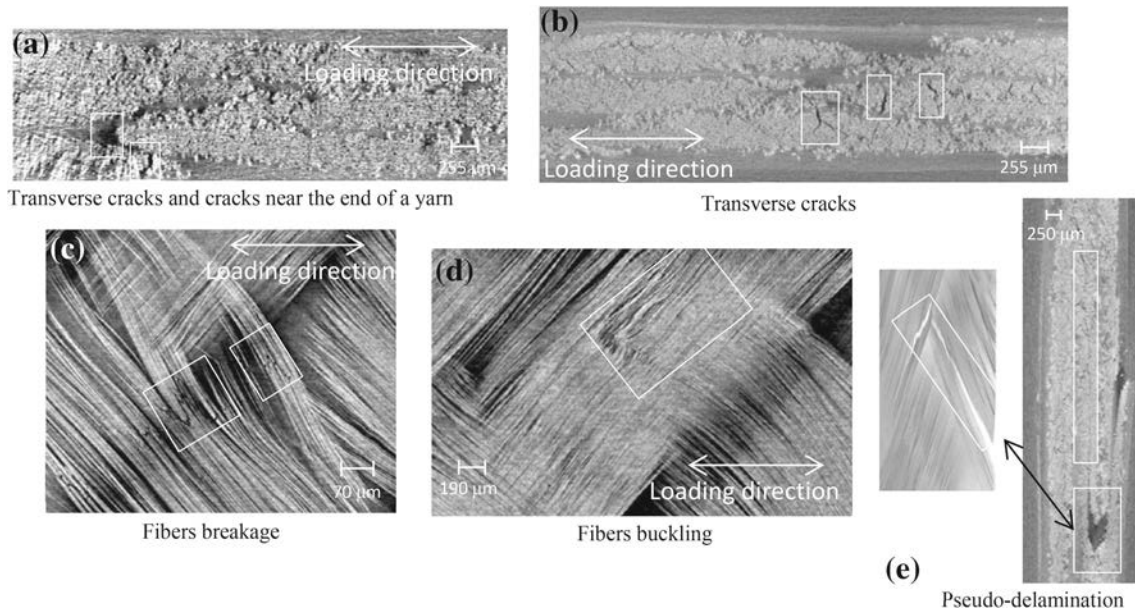 (a)
Loading direction
255 μm
Transverse cracks and cracks near the end of a yarn
(b)
Loading direction
255 μm
Transverse cracks
(c)
Loading direction
70 μm
Fibers breakage
(d)
190 μm
Loading direction
Fibers buckling
250 μm
(e)
Pseudo-delamination